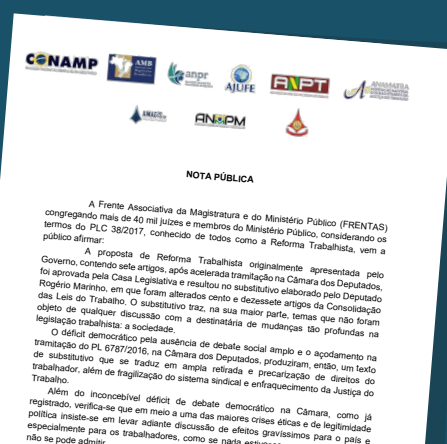 CONAMP
AMB
anpr
AJUFE
ANPT
ANAMATRA
AMAGIS
ANMPM
NOTA PÚBLICA
A Frente Associativa da Magistratura e do Ministério Público (FRENTAS)
congregando mais de 40 mil juízes e membros do Ministério Público, considerando os
termos do PLC 38/2017, conhecido de todos como a Reforma Trabalhista, vem a
público afirmar:
A proposta de Reforma Trabalhista originalmente apresentada pelo
Governo, contendo sete artigos, após acelerada tramitação na Câmara dos Deputados,
foi aprovada pela Casa Legislativa e resultou no substitutivo elaborado pelo Deputado
Rogério Marinho, em que foram alterados cento e dezessete artigos da Consolidação
das Leis do Trabalho. O substitutivo traz, na sua maior parte, temas que não foram
objeto de qualquer discussão com a destinatária de mudanças tão profundas na
legislação trabalhista: a sociedade.
O déficit democrático pela ausência de debate social amplo e o açodamento na
tramitação do PL 6787/2016, na Câmara dos Deputados, produziram, então, um texto
de substitutivo que se traduz em ampla retirada e precarização de direitos do
trabalhador, além de fragilização do sistema sindical e enfraquecimento da Justiça do
Trabalho.
Além do inconcebível déficit de debate democrático na Câmara, como já
registrado, verifica-se que em meio a uma das maiores crises éticas e de legitimidade
política insiste-se em levar adiante discussão de efeitos gravíssimos para o país e
especialmente para os trabalhadores, como se nada
não se pode admitir